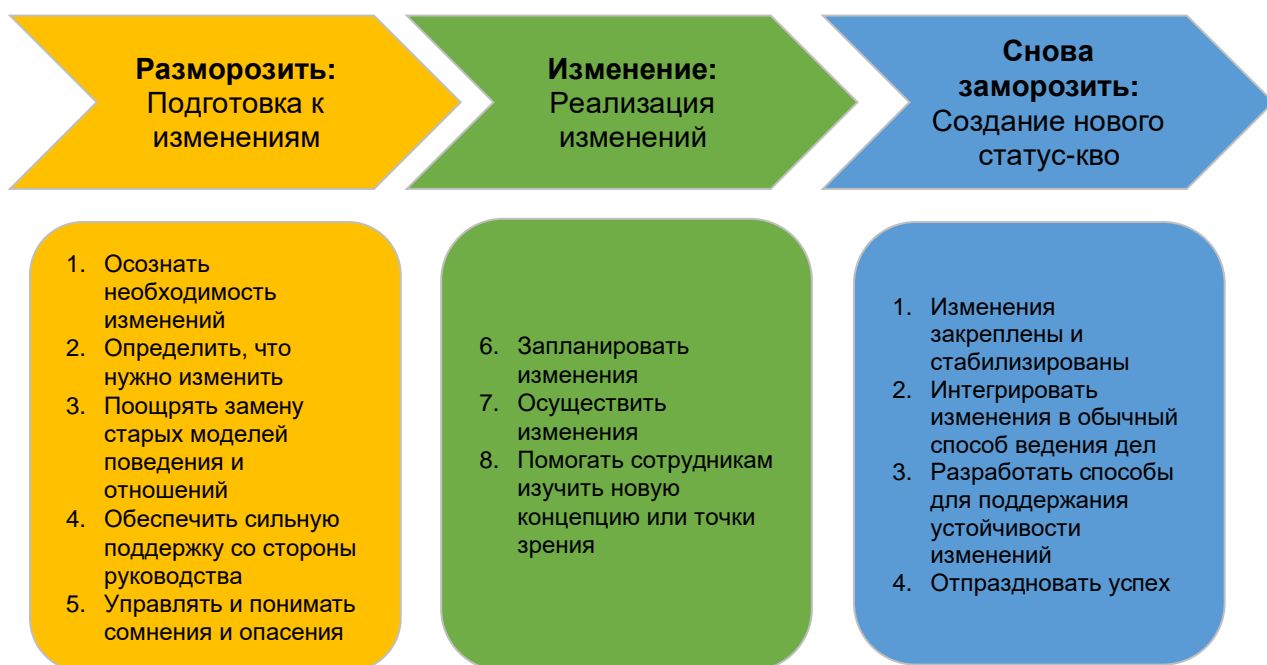 Разморозить:
Подготовка к
изменениям
Изменение:
Реализация
изменений
Снова
заморозить:
Создание нового
статус-кво
1. Осознать
необходимость
изменений
2. Определить, что
нужно изменить
3. Поощрять замену
старых моделей
поведения и
отношений
4. Обеспечить сильную
поддержку со стороны
руководства
5. Управлять и понимать
сомнения и опасения
6. Запланировать
изменения
7. Осуществить
изменения
8. Помогать сотрудникам
изучить новую
концепцию или точки
зрения
1. Изменения
закреплены и
стабилизированы
2. Интегрировать
изменения в обычный
способ ведения дел
3. Разработать способы
для поддержания
устойчивости
изменений
4. Отпраздновать успех